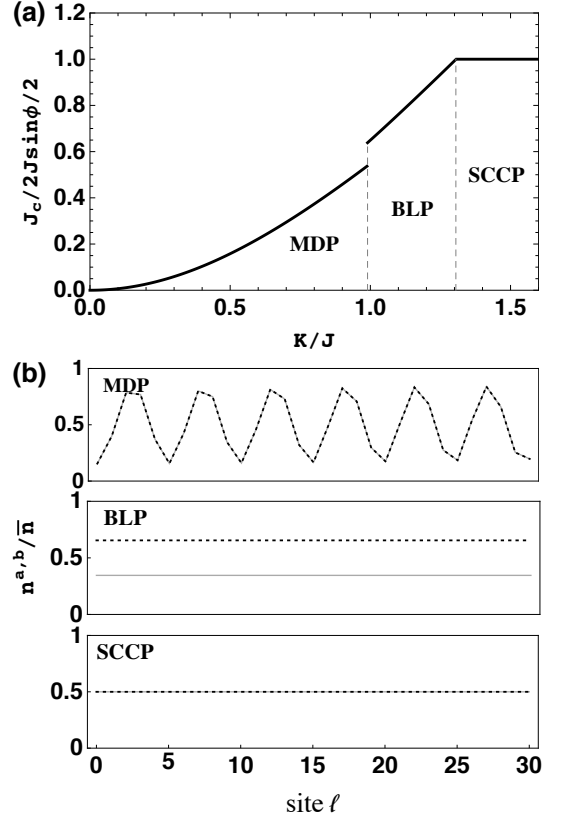 (a)
1.2
1.0
0.8
0.6
0.4
0.2
0.0
J_c/2Jsinϕ/2
MDP
BLP
SCCP
0.0 0.5 1.0 1.5
K/J
(b)
1
MDP
0.5
0
1
BLP
0.5
0
n^{a,b}/n̅
1
SCCP
0.5
0
0 5 10 15 20 25 30
site ℓ